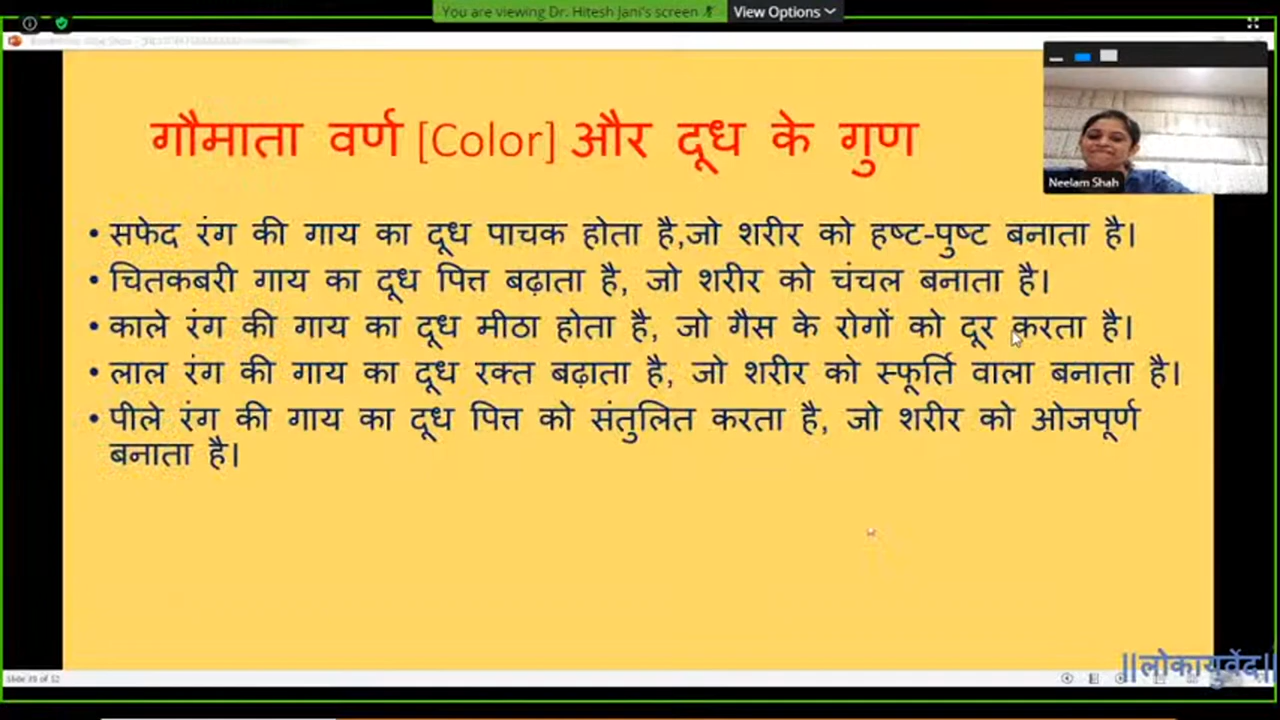 You are viewing Dr. Hitesh Jani's screen
View Options
गौमाता वर्ण [Color] और दूध के गुण
Neelam Shah
• सफेद रंग की गाय का दूध पाचक होता है,जो शरीर को हष्ट-पुष्ट बनाता है।
• चितकबरी गाय का दूध पित्त बढ़ाता है, जो शरीर को चंचल बनाता है।
• काले रंग की गाय का दूध मीठा होता है, जो गैस के रोगों को दूर करता है।
• लाल रंग की गाय का दूध रक्त बढ़ाता है, जो शरीर को स्फूर्ति वाला बनाता है।
• पीले रंग की गाय का दूध पित्त को संतुलित करता है, जो शरीर को ओजपूर्ण
बनाता है।
||लोकायुर्वेद||